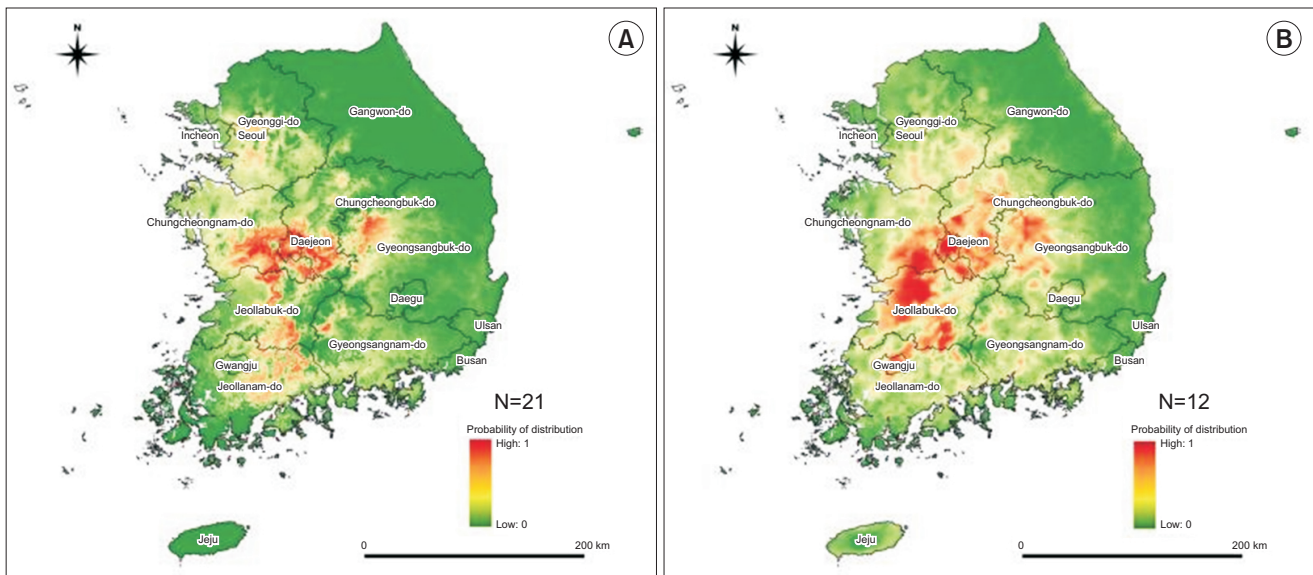 N
A
Gangwon-do
Gyeonggi-do
Seoul
Incheon
Chungcheongbuk-do
Chungcheongnam-do
Daejeon
Gyeongsangbuk-do
Daegu
Jeollabuk-do
Ulsan
Gyeongsangnam-do
Busan
Gwangju
Jeollanam-do
N=21
Probability of distribution
High: 1
Low: 0
Jeju
0
200 km
N
B
Gangwon-do
Gyeonggi-do
Seoul
Incheon
Chungcheongbuk-do
Chungcheongnam-do
Daejeon
Gyeongsangbuk-do
Daegu
Jeollabuk-do
Ulsan
Gyeongsangnam-do
Busan
Gwangju
Jeollanam-do
N=12
Probability of distribution
High: 1
Low: 0
Jeju
0
200 km